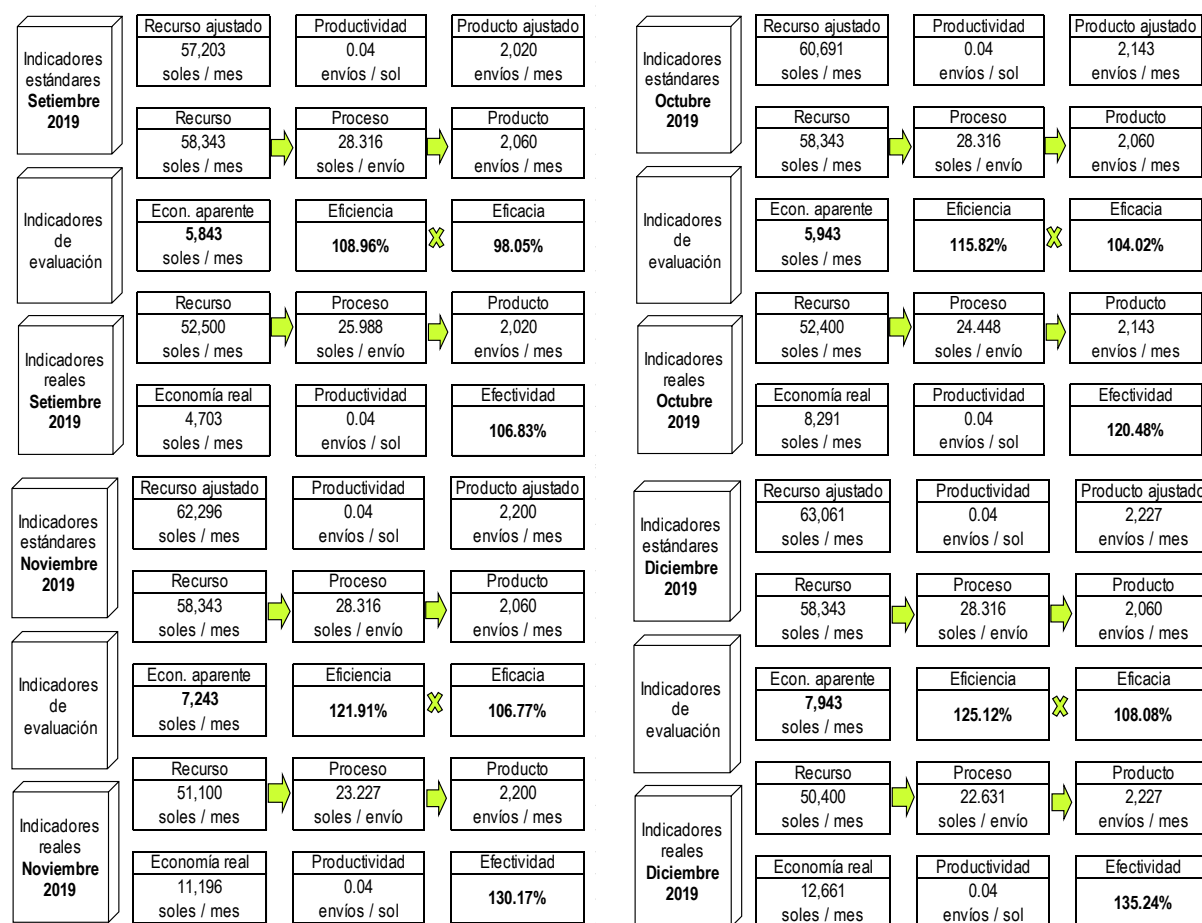 Indicadores
estándares
Setiembre
2019
Recurso ajustado
57,203
soles / mes
Productividad
0.04
envíos / sol
Producto ajustado
2,020
envíos / mes
Recurso
58,343
soles / mes
Proceso
28.316
soles / envío
Producto
2,060
envíos / mes
Indicadores
de
evaluación
Econ. aparente
5,843
soles / mes
Eficiencia
108.96%
X
Eficacia
98.05%
Indicadores
reales
Setiembre
2019
Recurso
52,500
soles / mes
Proceso
25.988
soles / envío
Producto
2,020
envíos / mes
Economía real
4,703
soles / mes
Productividad
0.04
envíos / sol
Efectividad
106.83%
Indicadores
estándares
Octubre
2019
Recurso ajustado
60,691
soles / mes
Productividad
0.04
envíos / sol
Producto ajustado
2,143
envíos / mes
Recurso
58,343
soles / mes
Proceso
28.316
soles / envío
Producto
2,060
envíos / mes
Indicadores
de
evaluación
Econ. aparente
5,943
soles / mes
Eficiencia
115.82%
X
Eficacia
104.02%
Indicadores
reales
Octubre
2019
Recurso
52,400
soles / mes
Proceso
24.448
soles / envío
Producto
2,143
envíos / mes
Economía real
8,291
soles / mes
Productividad
0.04
envíos / sol
Efectividad
120.48%
Indicadores
estándares
Noviembre
2019
Recurso ajustado
62,296
soles / mes
Productividad
0.04
envíos / sol
Producto ajustado
2,200
envíos / mes
Recurso
58,343
soles / mes
Proceso
28.316
soles / envío
Producto
2,060
envíos / mes
Indicadores
de
evaluación
Econ. aparente
7,243
soles / mes
Eficiencia
121.91%
X
Eficacia
106.77%
Indicadores
reales
Noviembre
2019
Recurso
51,100
soles / mes
Proceso
23.227
soles / envío
Producto
2,200
envíos / mes
Economía real
11,196
soles / mes
Productividad
0.04
envíos / sol
Efectividad
130.17%
Indicadores
estándares
Diciembre
2019
Recurso ajustado
63,061
soles / mes
Productividad
0.04
envíos / sol
Producto ajustado
2,227
envíos / mes
Recurso
58,343
soles / mes
Proceso
28.316
soles / envío
Producto
2,060
envíos / mes
Indicadores
de
evaluación
Econ. aparente
7,943
soles / mes
Eficiencia
125.12%
X
Eficacia
108.08%
Indicadores
reales
Diciembre
2019
Recurso
50,400
soles / mes
Proceso
22.631
soles / envío
Producto
2,227
envíos / mes
Economía real
12,661
soles / mes
Productividad
0.04
envíos / sol
Efectividad
135.24%